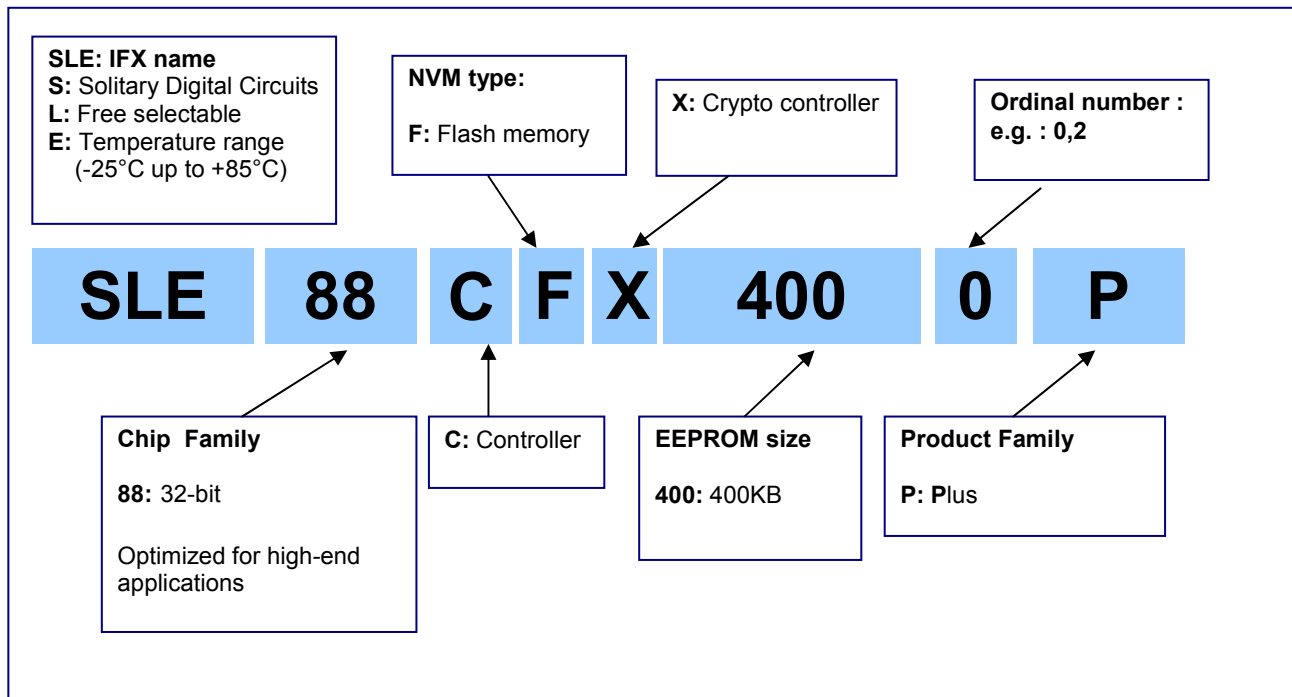 SLE: IFX name
S: Solitary Digital Circuits
L: Free selectable
E: Temperature range
(-25°C up to +85°C)
NVM type:
F: Flash memory
X: Crypto controller
Ordinal number :
e.g. : 0,2
SLE 88 C F X 400 0 P
Chip Family
88: 32-bit
Optimized for high-end
applications
C: Controller
EEPROM size
400: 400KB
Product Family
P: Plus